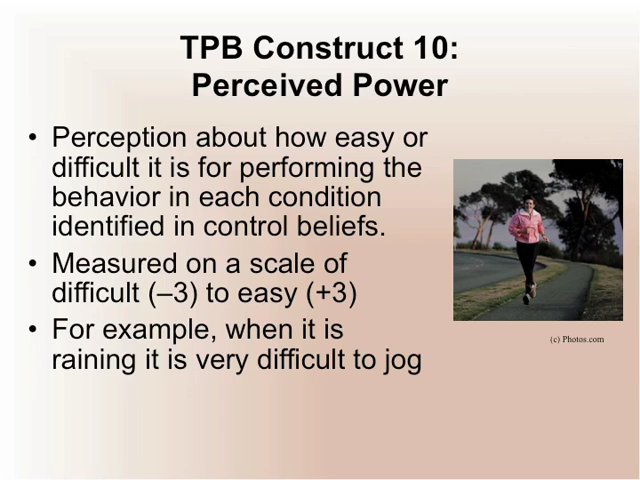 TPB Construct 10:
Perceived Power
• Perception about how easy or
difficult it is for performing the
behavior in each condition
identified in control beliefs.
• Measured on a scale of
difficult (–3) to easy (+3)
• For example, when it is
raining it is very difficult to jog
(c) Photos.com